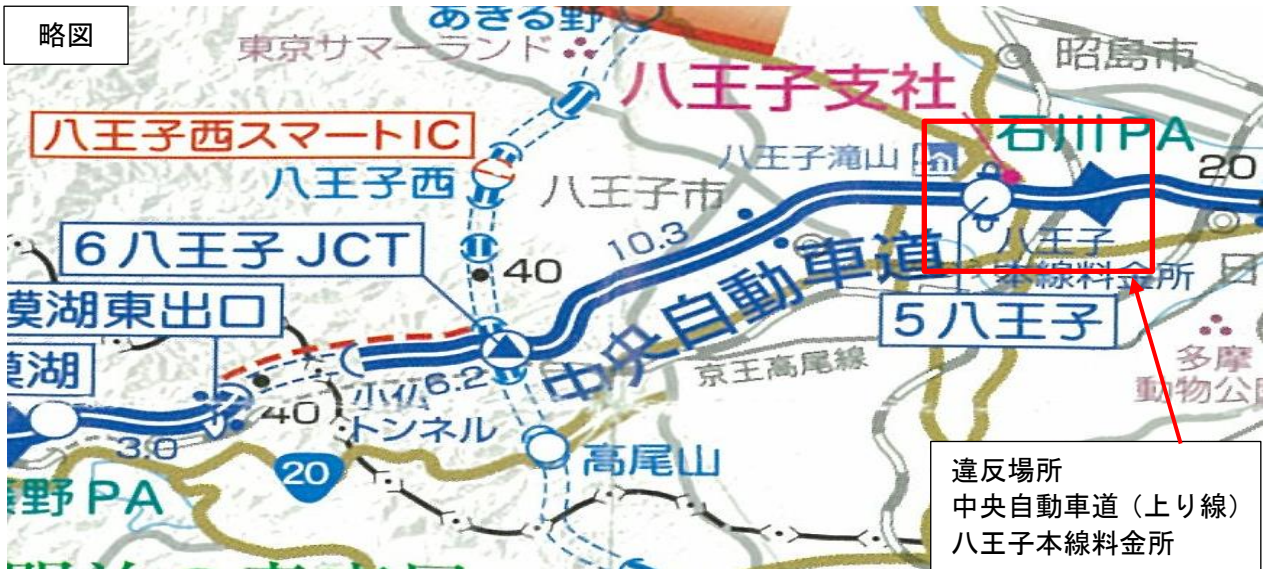 略図
あきる野
東京サマーランド
昭島市
八王子支社
石川PA
八王子西スマートIC
八王子滝山
20
八王子西
八王子市
10.3
6 八王子 JCT
40
八王子
本線料金所
中央自動車道
模湖東出口
5 八王子
模湖
6.2
京王高尾線
多摩
動物公園
小仏
トンネル
40
3.0
20
高尾山
野PA
違反場所
中央自動車道（上り線）
八王子本線料金所